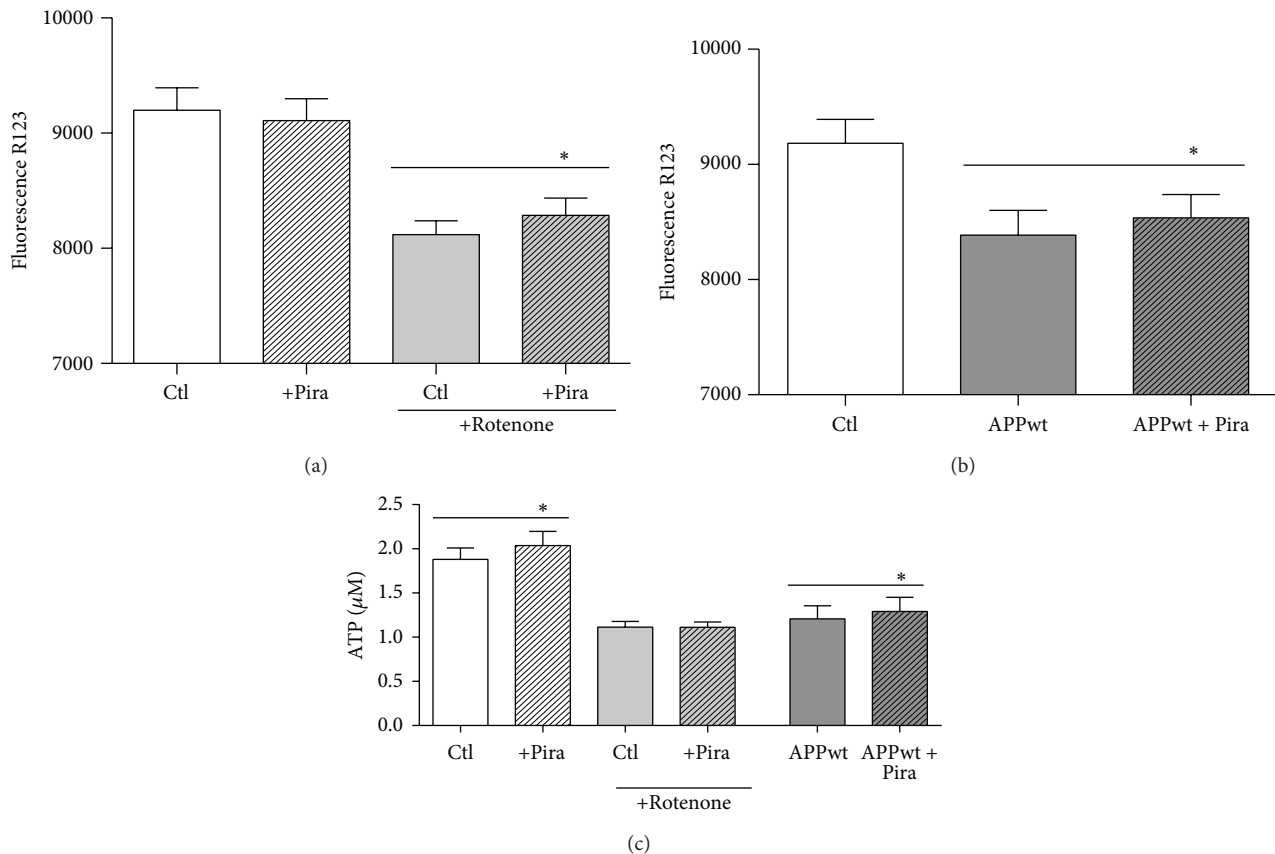 10000
9000
8000
7000
Fluorescence R123
*
Ctl
+Pira
Ctl
+Pira
+Rotenone
(a)
10000
9000
8000
7000
Fluorescence R123
*
Ctl
APPwt
APPwt + Pira
(b)
2.5
2.0
1.5
1.0
0.5
0.0
ATP (μM)
*
*
Ctl
+Pira
Ctl
+Pira
APPwt
APPwt +
Pira
+Rotenone
(c)